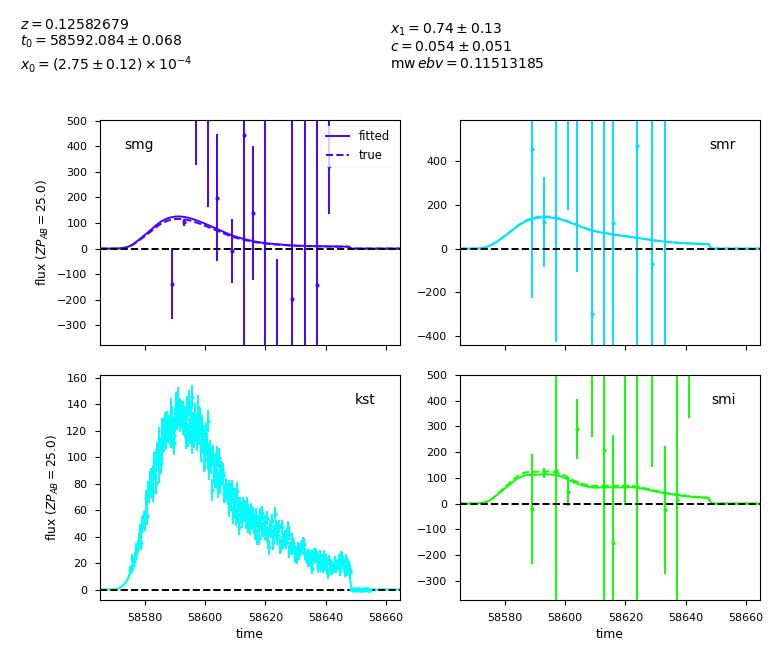 z = 0.12582679
t₀ = 58592.084 ± 0.068
x₀ = (2.75 ± 0.12) × 10⁻⁴
x₁ = 0.74 ± 0.13
c = 0.054 ± 0.051
mw ebv = 0.11513185
smg
fitted
true
500
400
300
200
100
0
−100
−200
−300
flux (ZP_AB = 25.0)
smr
400
200
0
−200
−400
kst
160
140
120
100
80
60
40
20
0
flux (ZP_AB = 25.0)
58580 58600 58620 58640 58660
time
smi
500
400
300
200
100
0
−100
−200
−300
58580 58600 58620 58640 58660
time